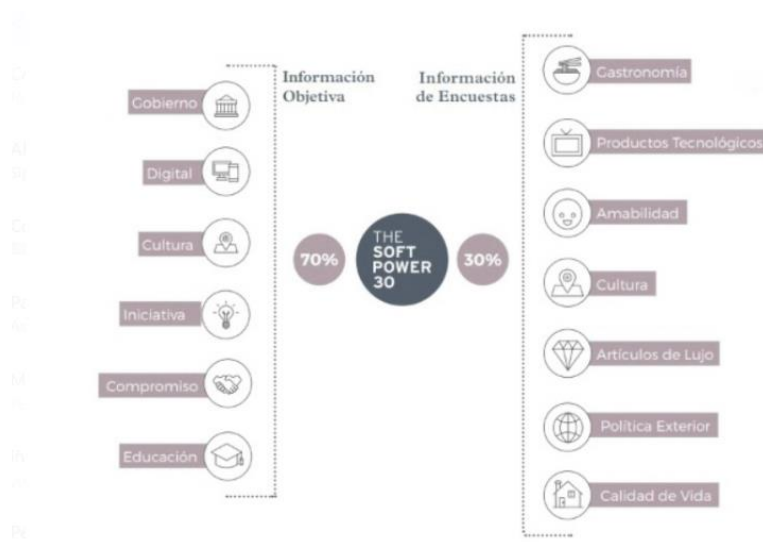 Información
Objetiva
Información
de Encuestas
Gobierno
Digital
Cultura
Iniciativa
Compromiso
Educación
70%
THE
SOFT
POWER
30
30%
Gastronomía
Productos Tecnológicos
Amabilidad
Cultura
Artículos de Lujo
Política Exterior
Calidad de Vida